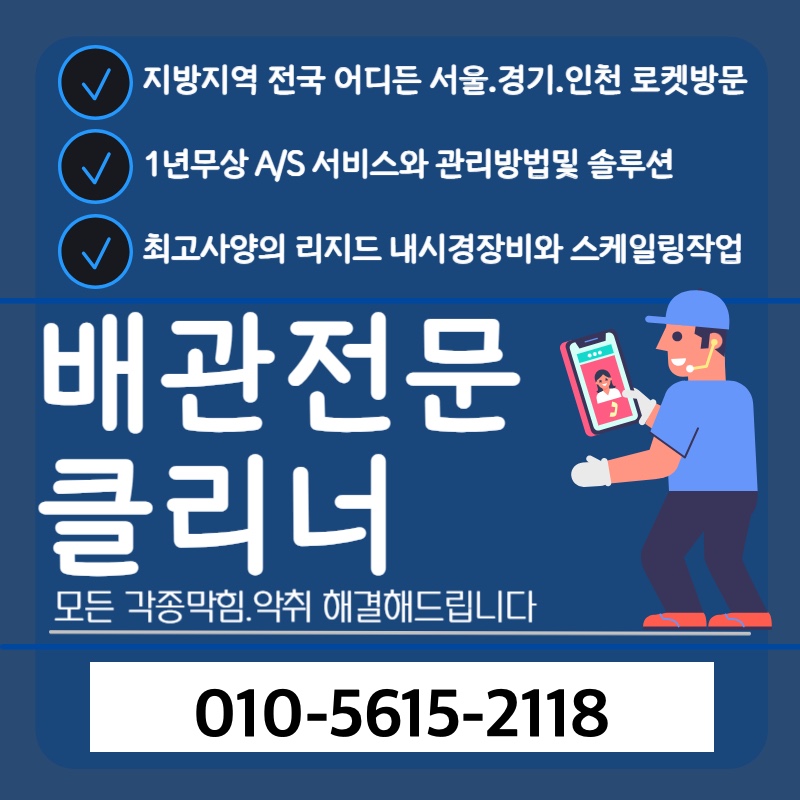 지방지역 전국 어디든 서울.경기.인천 로켓방문
1년무상 A/S 서비스와 관리방법및 솔루션
최고사양의 리지드 내시경장비와 스케일링작업
배관전문
클리너
모든 각종막힘.악취 해결해드립니다
010-5615-2118